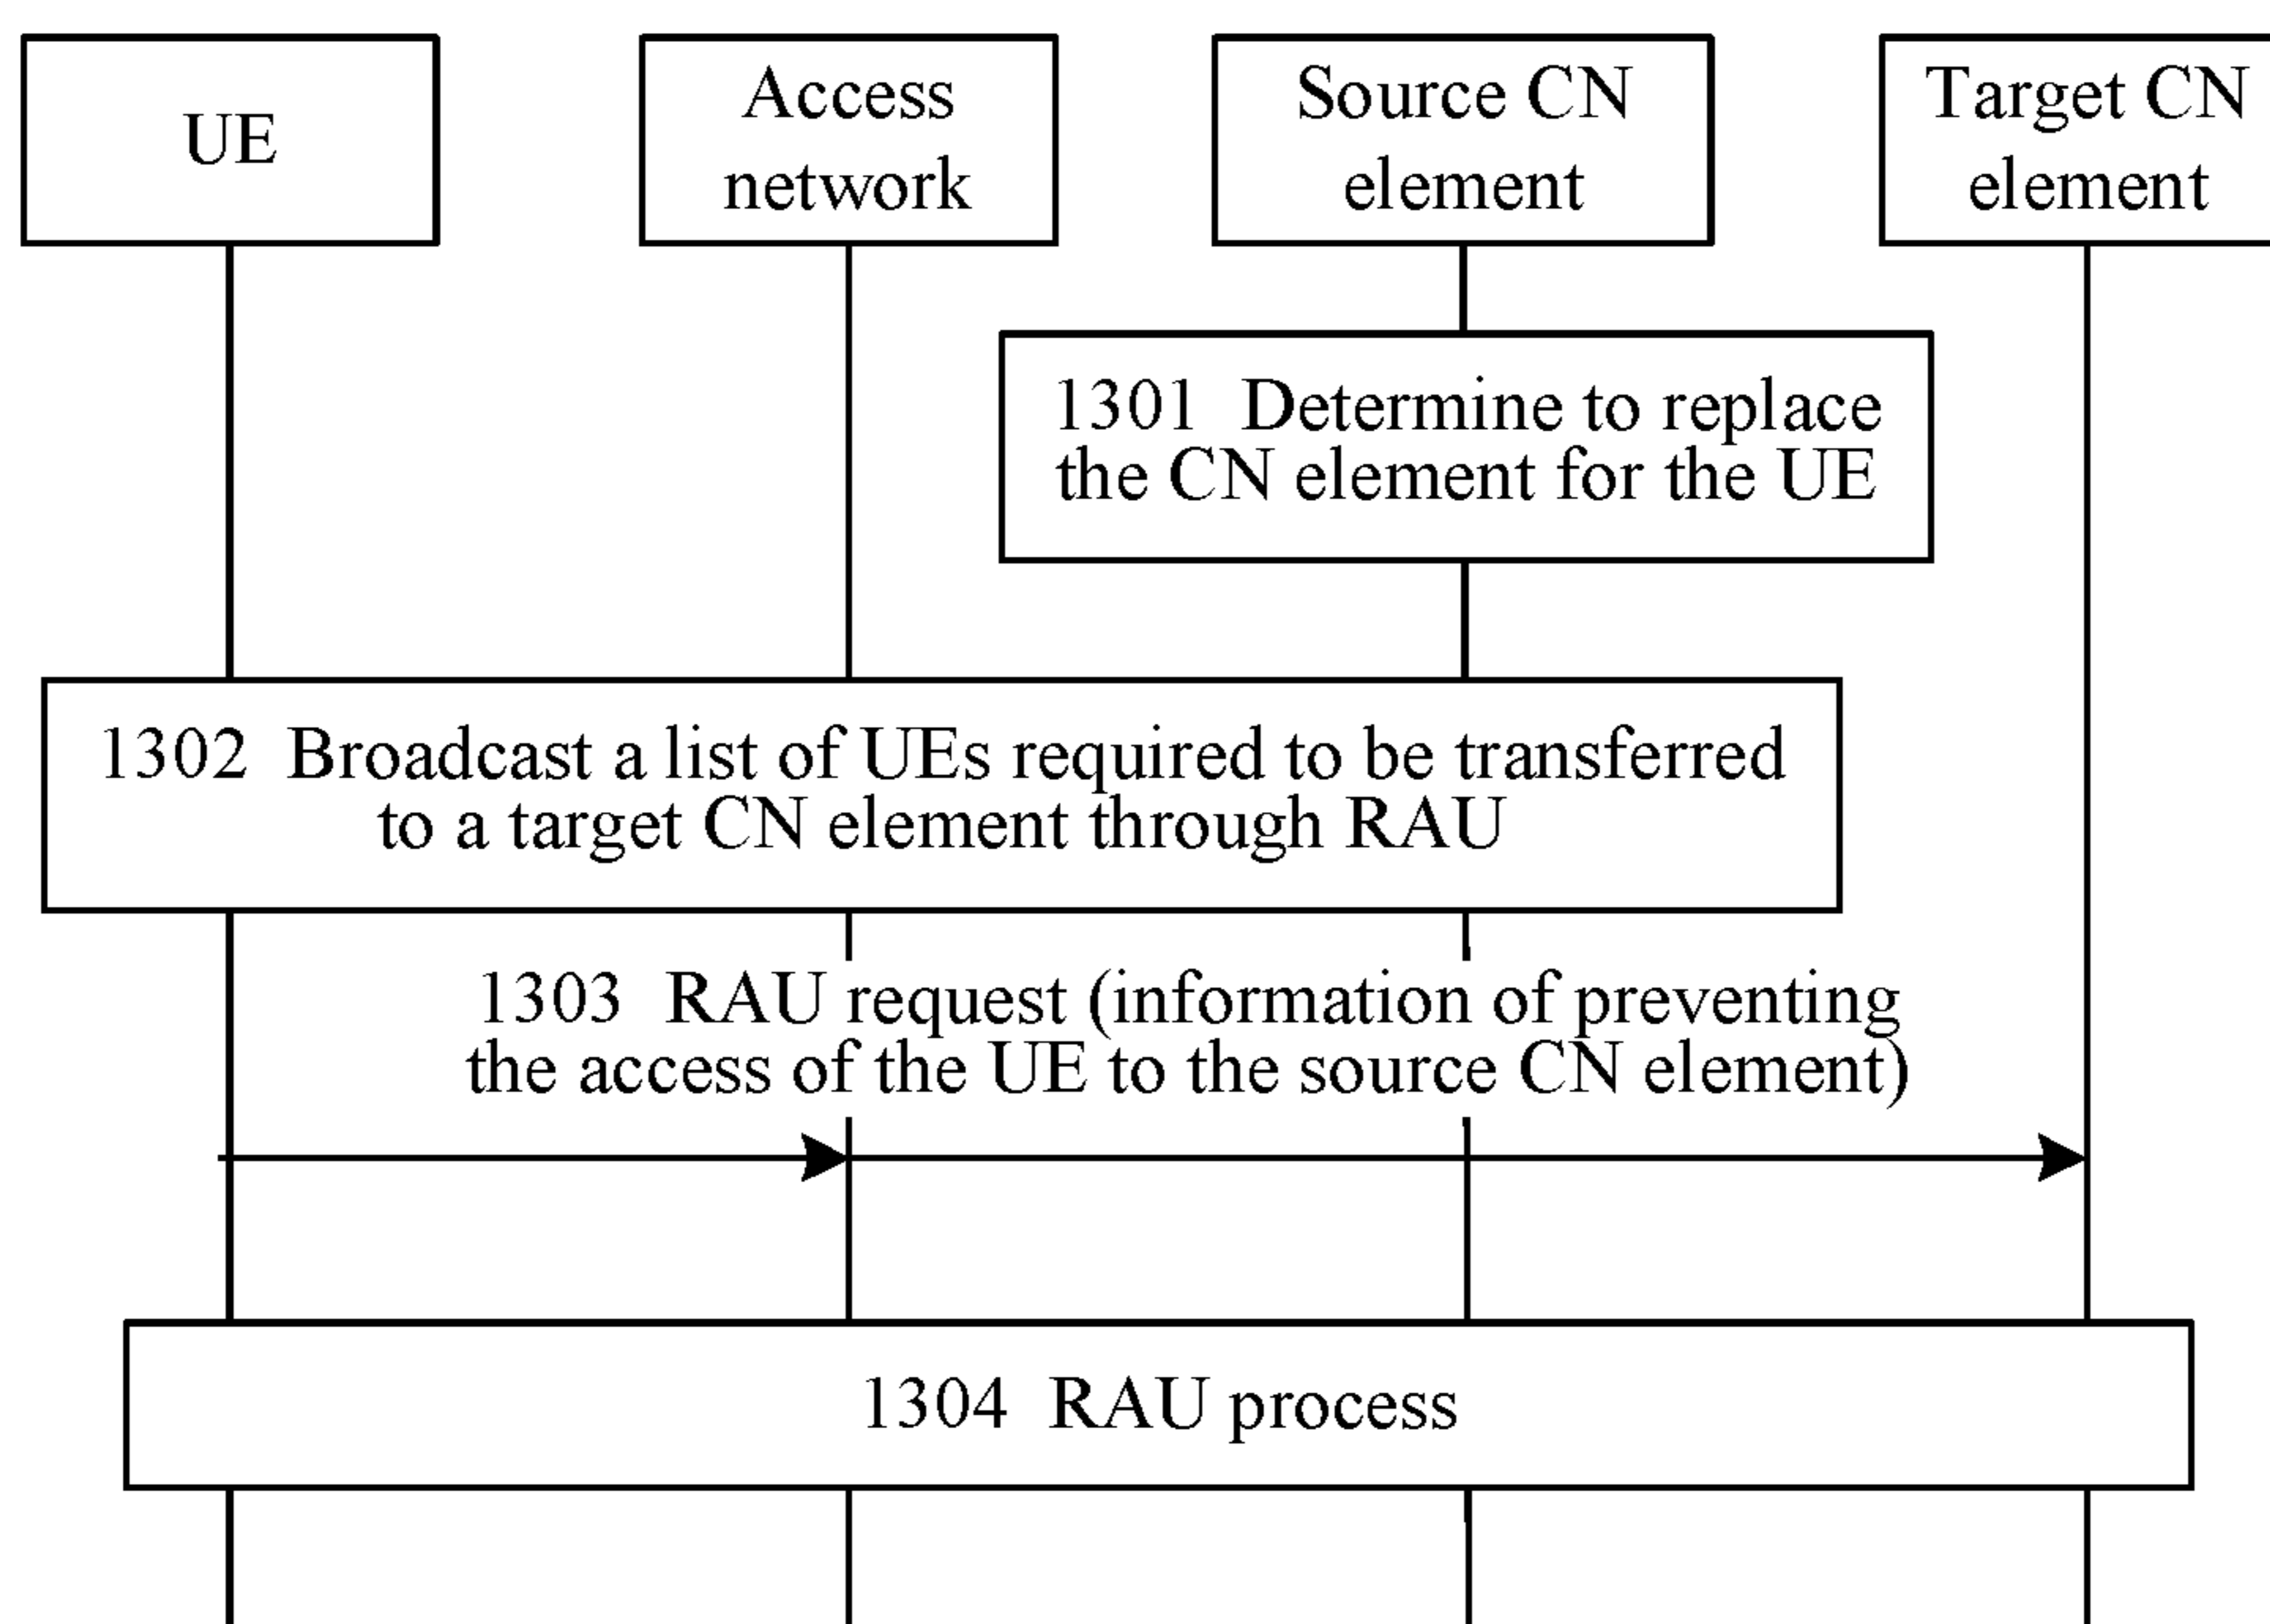 UE
Access
network
Source CN
element
Target CN
element
1301 Determine to replace
the CN element for the UE
1302 Broadcast a list of UEs required to be transferred
to a target CN element through RAU
1303 RAU request (information of preventing
the access of the UE to the source CN element)
1304 RAU process